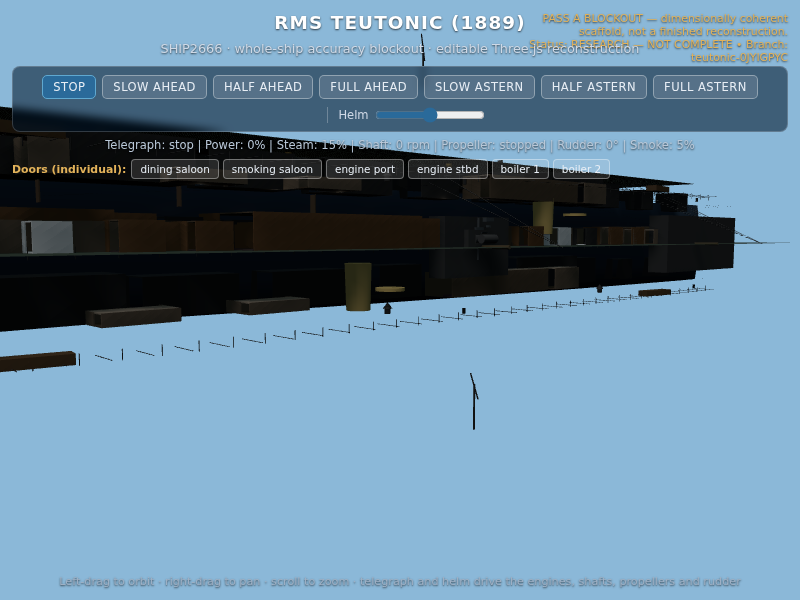 RMS TEUTONIC (1889)
SHIP2666 · whole-ship accuracy blockout · editable Three.js reconstruction
PASS A BLOCKOUT — dimensionally coherent
scaffold, not a finished reconstruction.
Status: RESEARCH — NOT COMPLETE • Branch:
teutonic-0JYIGPYC
STOP
SLOW AHEAD
HALF AHEAD
FULL AHEAD
SLOW ASTERN
HALF ASTERN
FULL ASTERN
Helm
Telegraph: stop | Power: 0% | Steam: 15% | Shaft: 0 rpm | Propeller: stopped | Rudder: 0° | Smoke: 5%
Doors (individual):
dining saloon
smoking saloon
engine port
engine stbd
boiler 1
boiler 2
Left-drag to orbit · right-drag to pan · scroll to zoom · telegraph and helm drive the engines, shafts, propellers and rudder